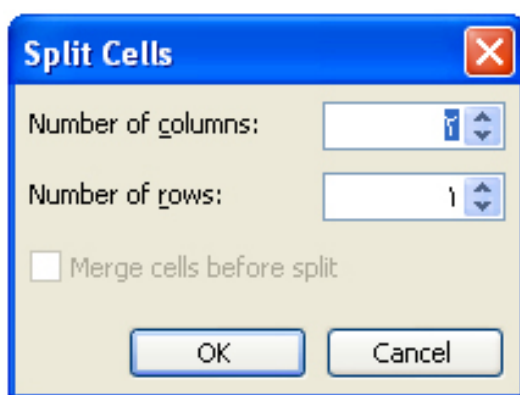 Split Cells
Number of columns: ٢
Number of rows: ١
Merge cells before split
OK Cancel